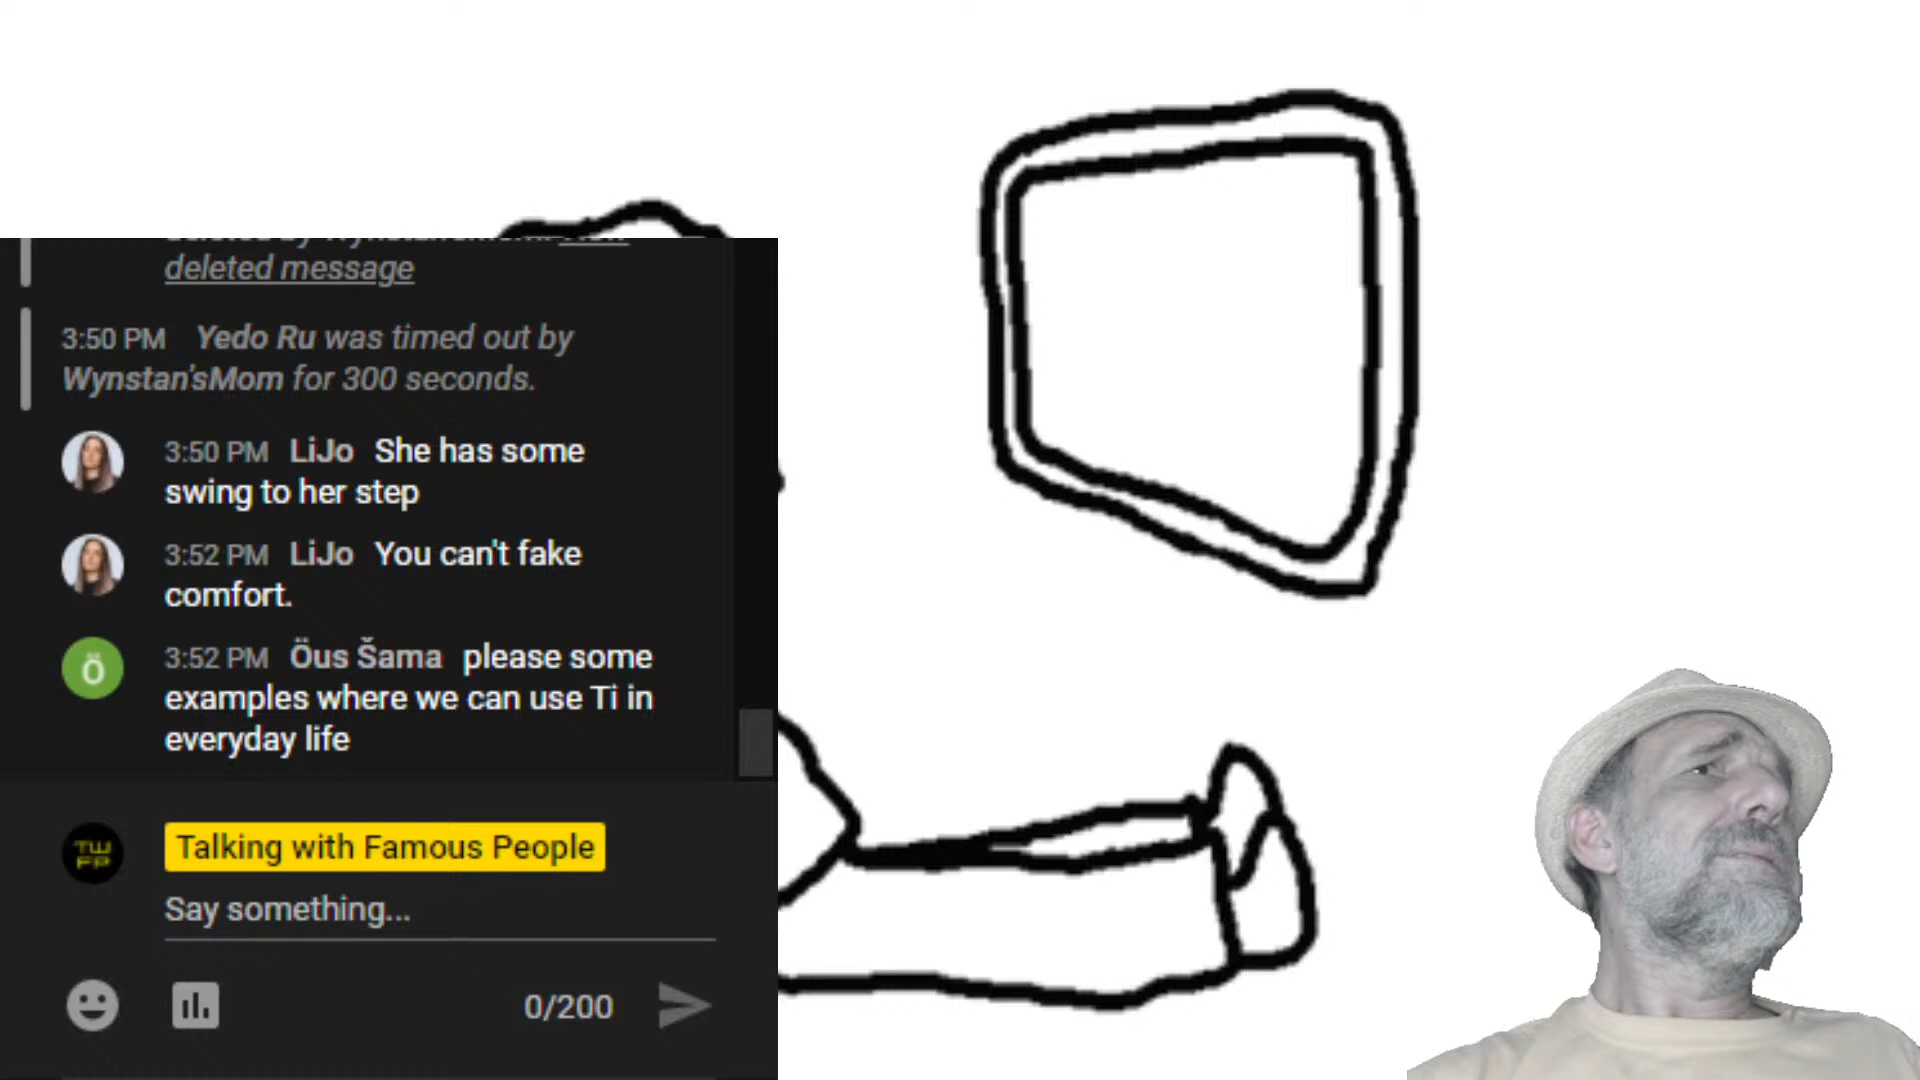 deleted message
3:50 PM Yedo Ru was timed out by
Wynstan'sMom for 300 seconds.
3:50 PM LiJo She has some
swing to her step
3:52 PM LiJo You can't fake
comfort.
Ö
3:52 PM Öus Šama please some
examples where we can use Ti in
everyday life
TW
FP
Talking with Famous People
Say something...
0/200